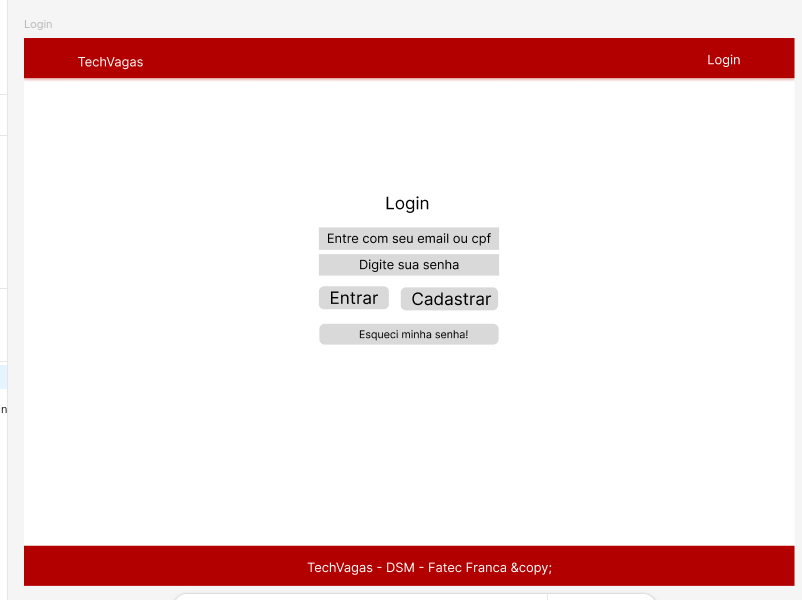 Login
TechVagas
Login
Login
Entre com seu email ou cpf
Digite sua senha
Entrar
Cadastrar
Esqueci minha senha!
n
TechVagas - DSM - Fatec Franca &copy;